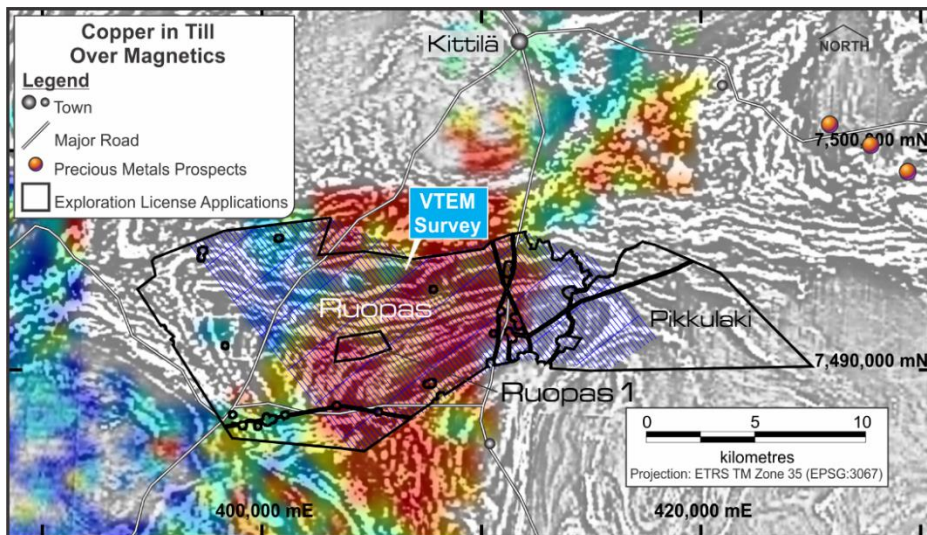 Copper in Till
Over Magnetics
Legend
Town
Major Road
Precious Metals Prospects
Exploration License Applications
Kittilä
NORTH
7,500,000 mN
VTEM
Survey
Ruopas
Pikkulaki
7,490,000 mN
Ruopas 1
0 5 10
kilometres
Projection: ETRS TM Zone 35 (EPSG:3067)
400,000 mE
420,000 mE